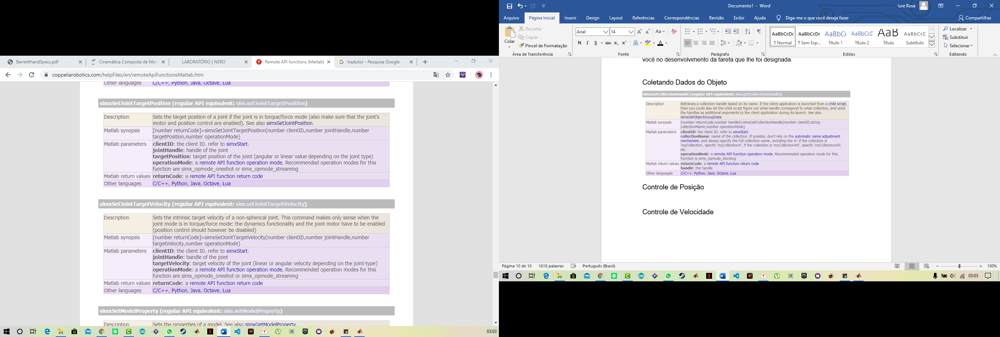 BarrettHandSpecs.pdf
Cinemática Composta de Man
LABORATÓRIO | NERO
Remote API functions (Matlab)
tradutor - Pesquisa Google
coppeliarobotics.com/helpFiles/en/remoteApiFunctionsMatlab.htm
Other languages C/C++, Python, Java, Octave, Lua
simxSetJointTargetPosition (regular API equivalent: sim.setJointTargetPosition)
Description Sets the target position of a joint if the joint is in torque/force mode (also make sure that the joint's
motor and position control are enabled). See also simxSetJointPosition.
Matlab synopsis [number returnCode]=simxSetJointTargetPosition(number clientID,number jointHandle,number
targetPosition,number operationMode)
Matlab parameters clientID: the client ID. refer to simxStart.
jointHandle: handle of the joint
targetPosition: target position of the joint (angular or linear value depending on the joint type)
operationMode: a remote API function operation mode. Recommended operation modes for this
function are simx_opmode_oneshot or simx_opmode_streaming
Matlab return values returnCode: a remote API function return code
Other languages C/C++, Python, Java, Octave, Lua
simxSetJointTargetVelocity (regular API equivalent: sim.setJointTargetVelocity)
Description Sets the intrinsic target velocity of a non-spherical joint. This command makes only sense when the
joint mode is in torque/force mode: the dynamics functionality and the joint motor have to be enabled
(position control should however be disabled)
Matlab synopsis [number returnCode]=simxSetJointTargetVelocity(number clientID,number jointHandle,number
targetVelocity,number operationMode)
Matlab parameters clientID: the client ID. refer to simxStart.
jointHandle: handle of the joint
targetVelocity: target velocity of the joint (linear or angular velocity depending on the joint-type)
operationMode: a remote API function operation mode. Recommended operation modes for this
function are simx_opmode_oneshot or simx_opmode_streaming
Matlab return values returnCode: a remote API function return code
Other languages C/C++, Python, Java, Octave, Lua
simxSetModelProperty (regular API equivalent: sim.setModelProperty)
Description Sets the properties of a model. See also simxGetModelProperty.
03:03
Documento1 - Word
Iure Rosa
Arquivo Página Inicial Inserir Design Layout Referências Correspondências Revisão Exibir Ajuda Diga-me o que você deseja fazer Compartilhar
Colar
Recortar
Copiar
Pincel de Formatação
Área de Transferência
Arial 14
Aa
N I S abc x₂ x² A A
Fonte
Parágrafo
AaBbCcDc AaBbCcDc AaBbCc AaBbCcD AaB AaBbCcD
¶ Normal ¶ Sem Esp... Título 1 Título 2 Título Subtítulo
Estilos
Localizar
Substituir
Selecionar
Editando
você no desenvolvimento da tarefa que lhe foi designada.
Coletando Dados do Objeto
simxGetCollectionHandle (regular API equivalent: sim.getCollectionHandle)
Description Retrieves a collection handle based on its name. If the client application is launched from a child script,
then you could also let the child script figure out what handle correspond to what collection, and send
the handles as additional arguments to the client application during its launch. See also
simxGetObjectGroupData.
Matlab synopsis [number returnCode,number handle]=simxGetCollectionHandle(number clientID,string
collectionName,number operationMode)
Matlab parameters clientID: the client ID. refer to simxStart.
collectionName: name of the collection. If possibe, don't rely on the automatic name adjustment
mechanism, and always specify the full collection name, including the #: if the collection is
'myCollection', specify 'myCollection#', if the collection is 'myCollection#0', specify 'myCollection#0',
etc.
operationMode: a remote API function operation mode. Recommended operation mode for this
function is simx_opmode_blocking
Matlab return values returnCode: a remote API function return code
handle: the handle
Other languages C/C++, Python, Java, Octave, Lua
Controle de Posição
Controle de Velocidade
Página 10 de 10 1618 palavras Português (Brasil) 100%
03:03